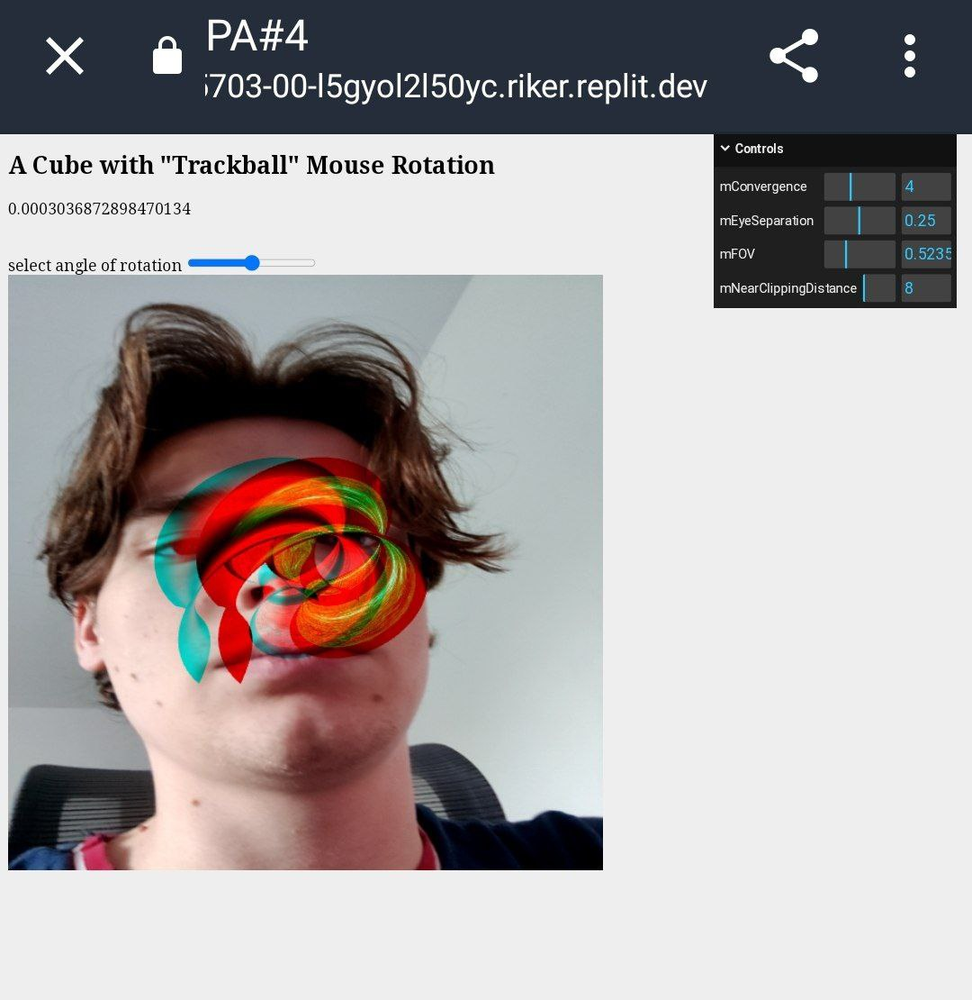 PA#4
5703-00-l5gyol2l50yc.riker.replit.dev
A Cube with "Trackball" Mouse Rotation
0.0003036872898470134
select angle of rotation
Controls
mConvergence 4
mEyeSeparation 0.25
mFOV 0.5235
mNearClippingDistance 8